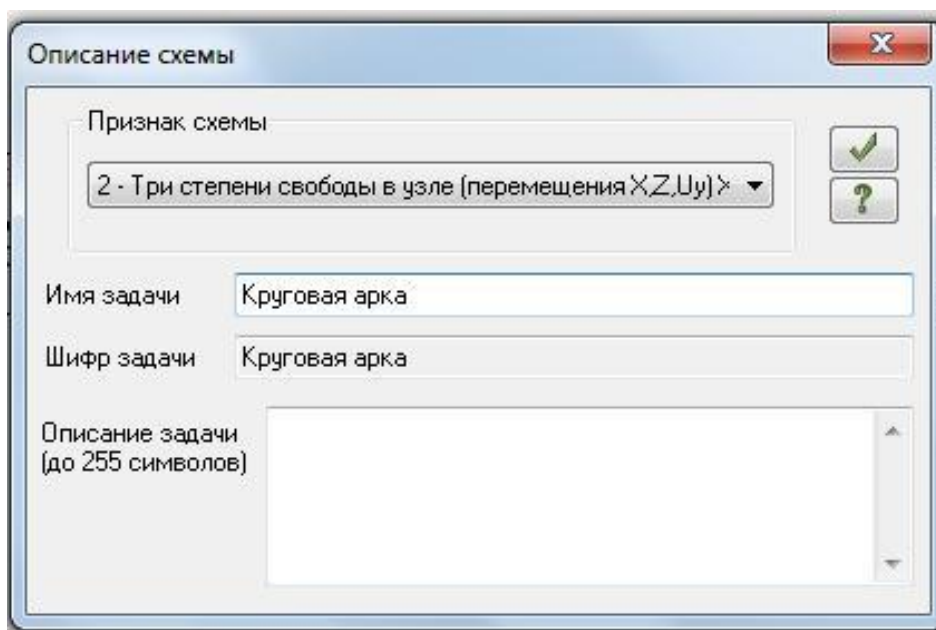 Описание схемы
Признак схемы
2 - Три степени свободы в узле (перемещения X,Z,Uy) X
Имя задачи
Круговая арка
Шифр задачи
Круговая арка
Описание задачи
(до 255 символов)